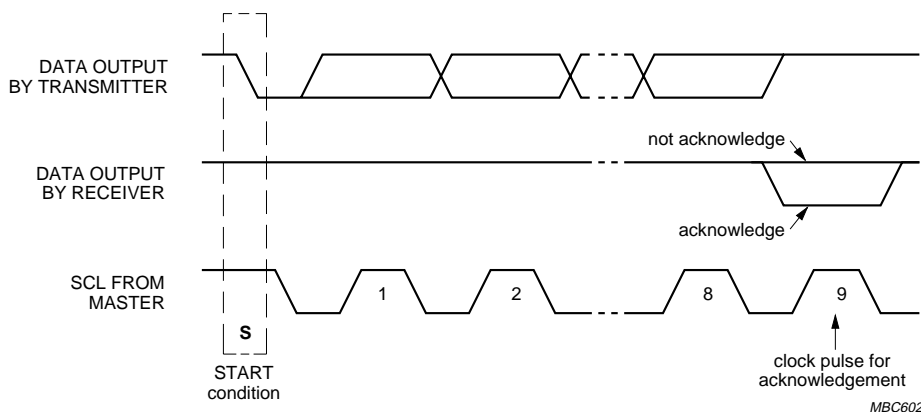 DATA OUTPUT
BY TRANSMITTER
not acknowledge
DATA OUTPUT
BY RECEIVER
acknowledge
SCL FROM
MASTER
1
2
8
9
S
START
condition
clock pulse for
acknowledgement
MBC602